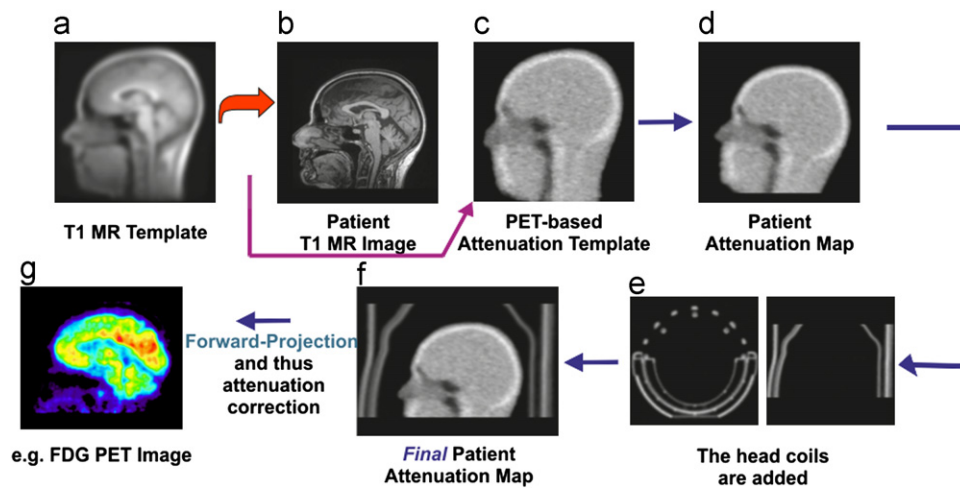 a
b
c
d
T1 MR Template
Patient
T1 MR Image
PET-based
Attenuation Template
Patient
Attenuation Map
g
f
e
Forward-Projection
and thus
attenuation
correction
e.g. FDG PET Image
Final Patient
Attenuation Map
The head coils
are added